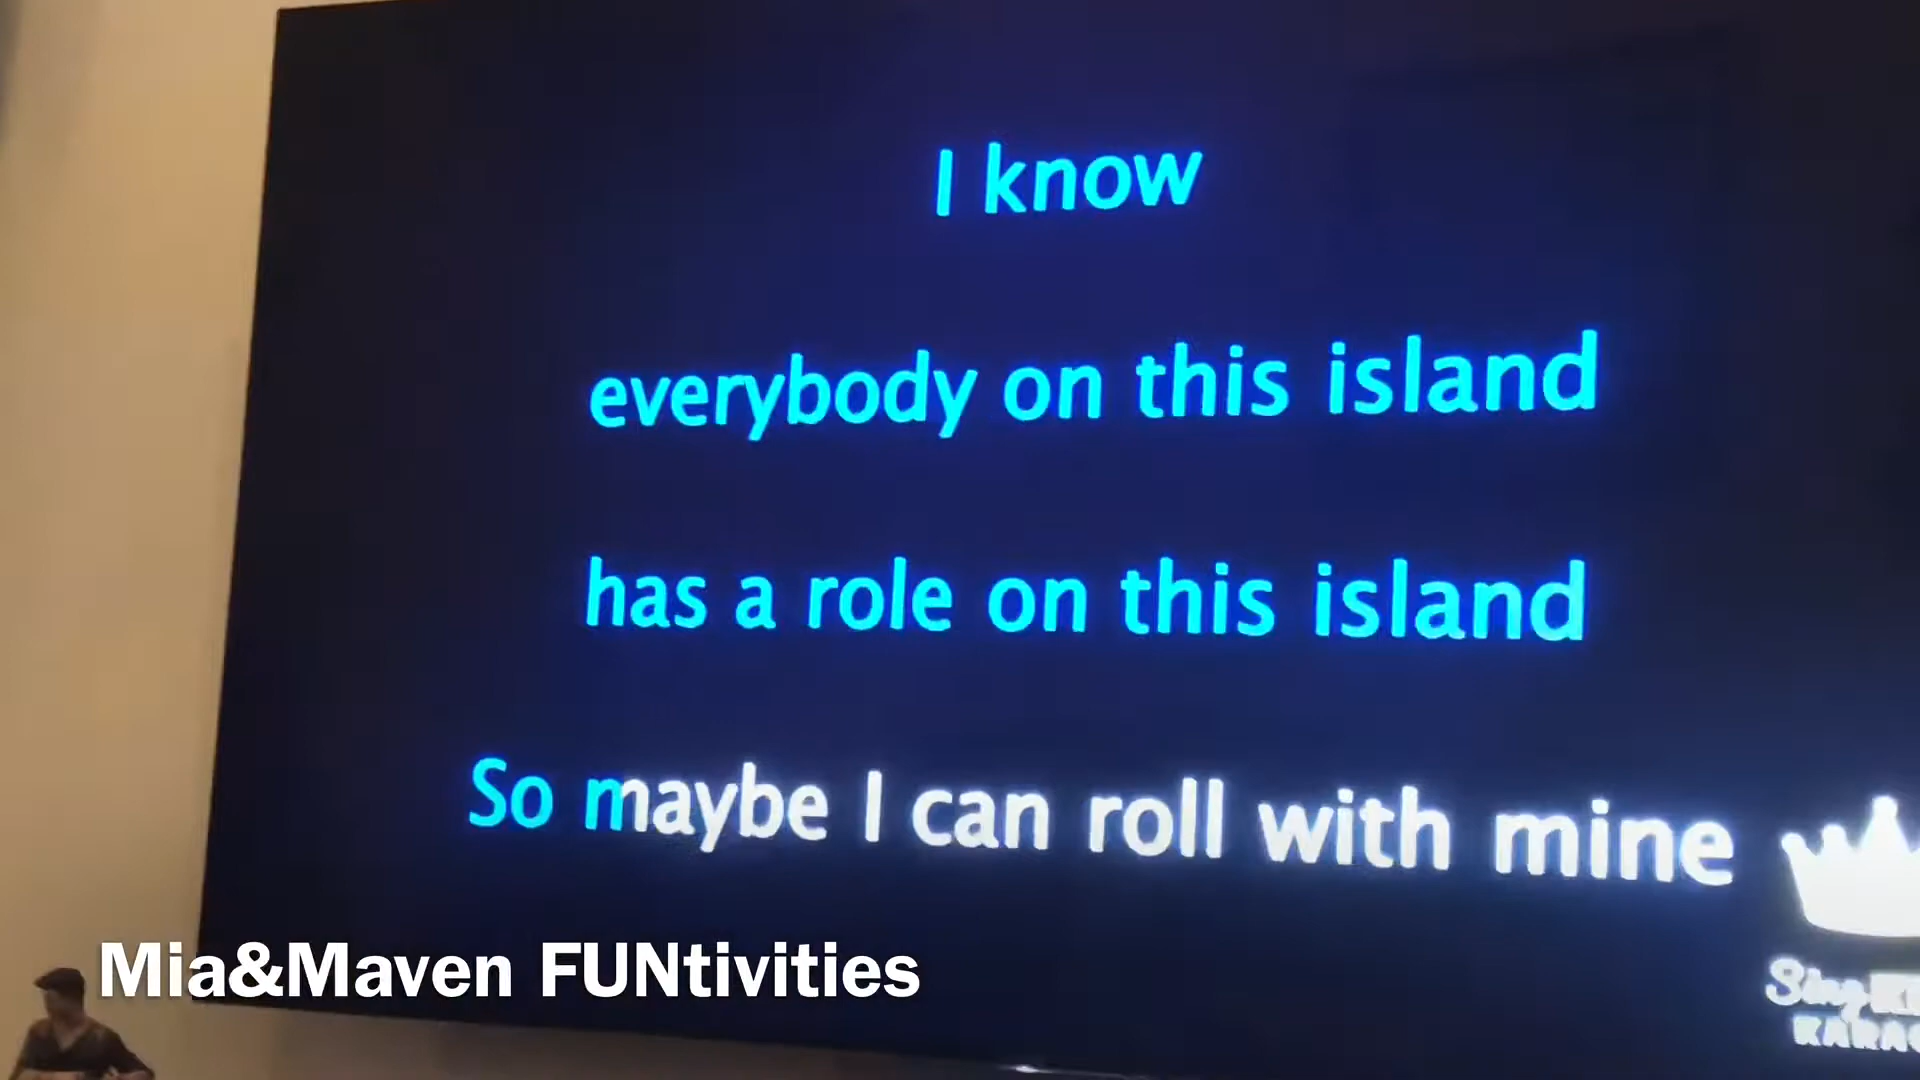 I know
everybody on this island
has a role on this island
So maybe I can roll with mine
Mia&Maven FUNtivities
Sing